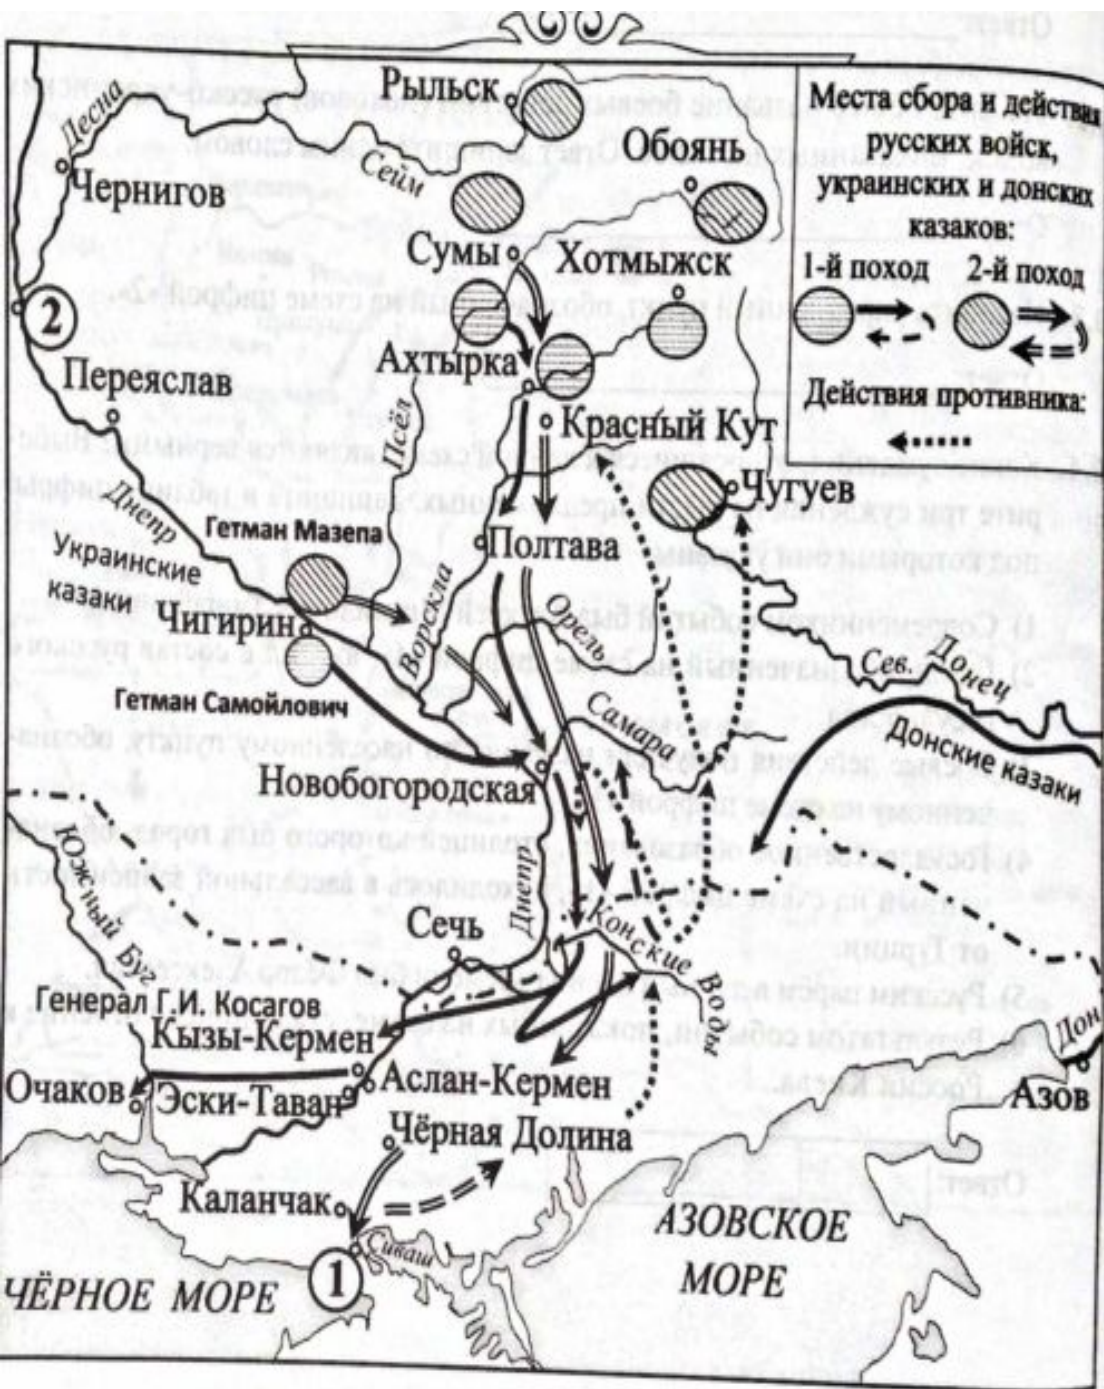 Рыльск
Обоянь
Десна
Чернигов
Сейм
Сумы
Хотмыжск
2
Ахтырка
Переяслав
Псёл
Красный Кут
Чугуев
Днепр
Гетман Мазепа
Полтава
Украинские
казаки
Чигирин
Ворскла
Орель
Сев. Донец
Гетман Самойлович
Самара
Донские казаки
Новобогородская
Южный Буг
Днепр
Сечь
Конские Воды
Генерал Г.И. Косагов
Кызы-Кермен
Дон
Очаков
Эски-Таван
Аслан-Кермен
Азов
Чёрная Долина
Каланчак
Сиваш
1
АЗОВСКОЕ
МОРЕ
ЧЁРНОЕ МОРЕ
Места сбора и действия
русских войск,
украинских и донских
казаков:
1-й поход 2-й поход
Действия противника: